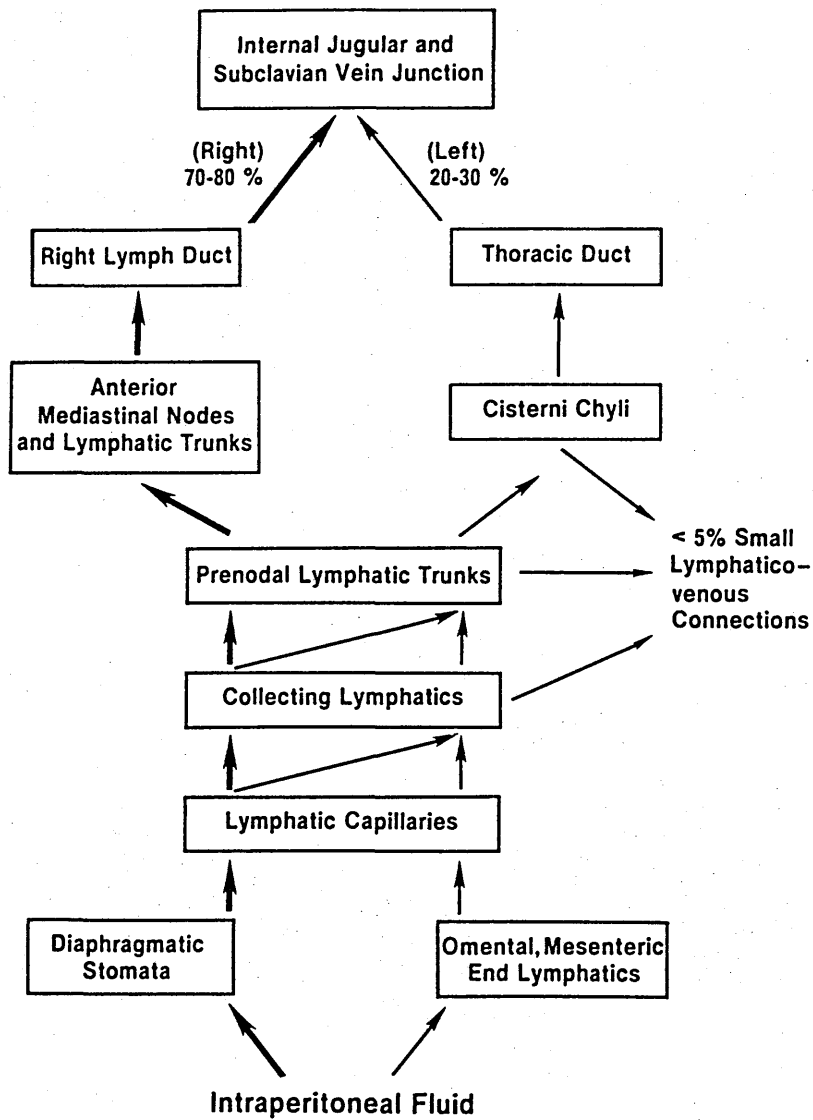 Internal Jugular and
Subclavian Vein Junction
(Right)
70-80 %
(Left)
20-30 %
Right Lymph Duct
Thoracic Duct
Anterior
Mediastinal Nodes
and Lymphatic Trunks
Cisterni Chyli
< 5% Small
Lymphatico–
venous
Connections
Prenodal Lymphatic Trunks
Collecting Lymphatics
Lymphatic Capillaries
Diaphragmatic
Stomata
Omental, Mesenteric
End Lymphatics
Intraperitoneal Fluid